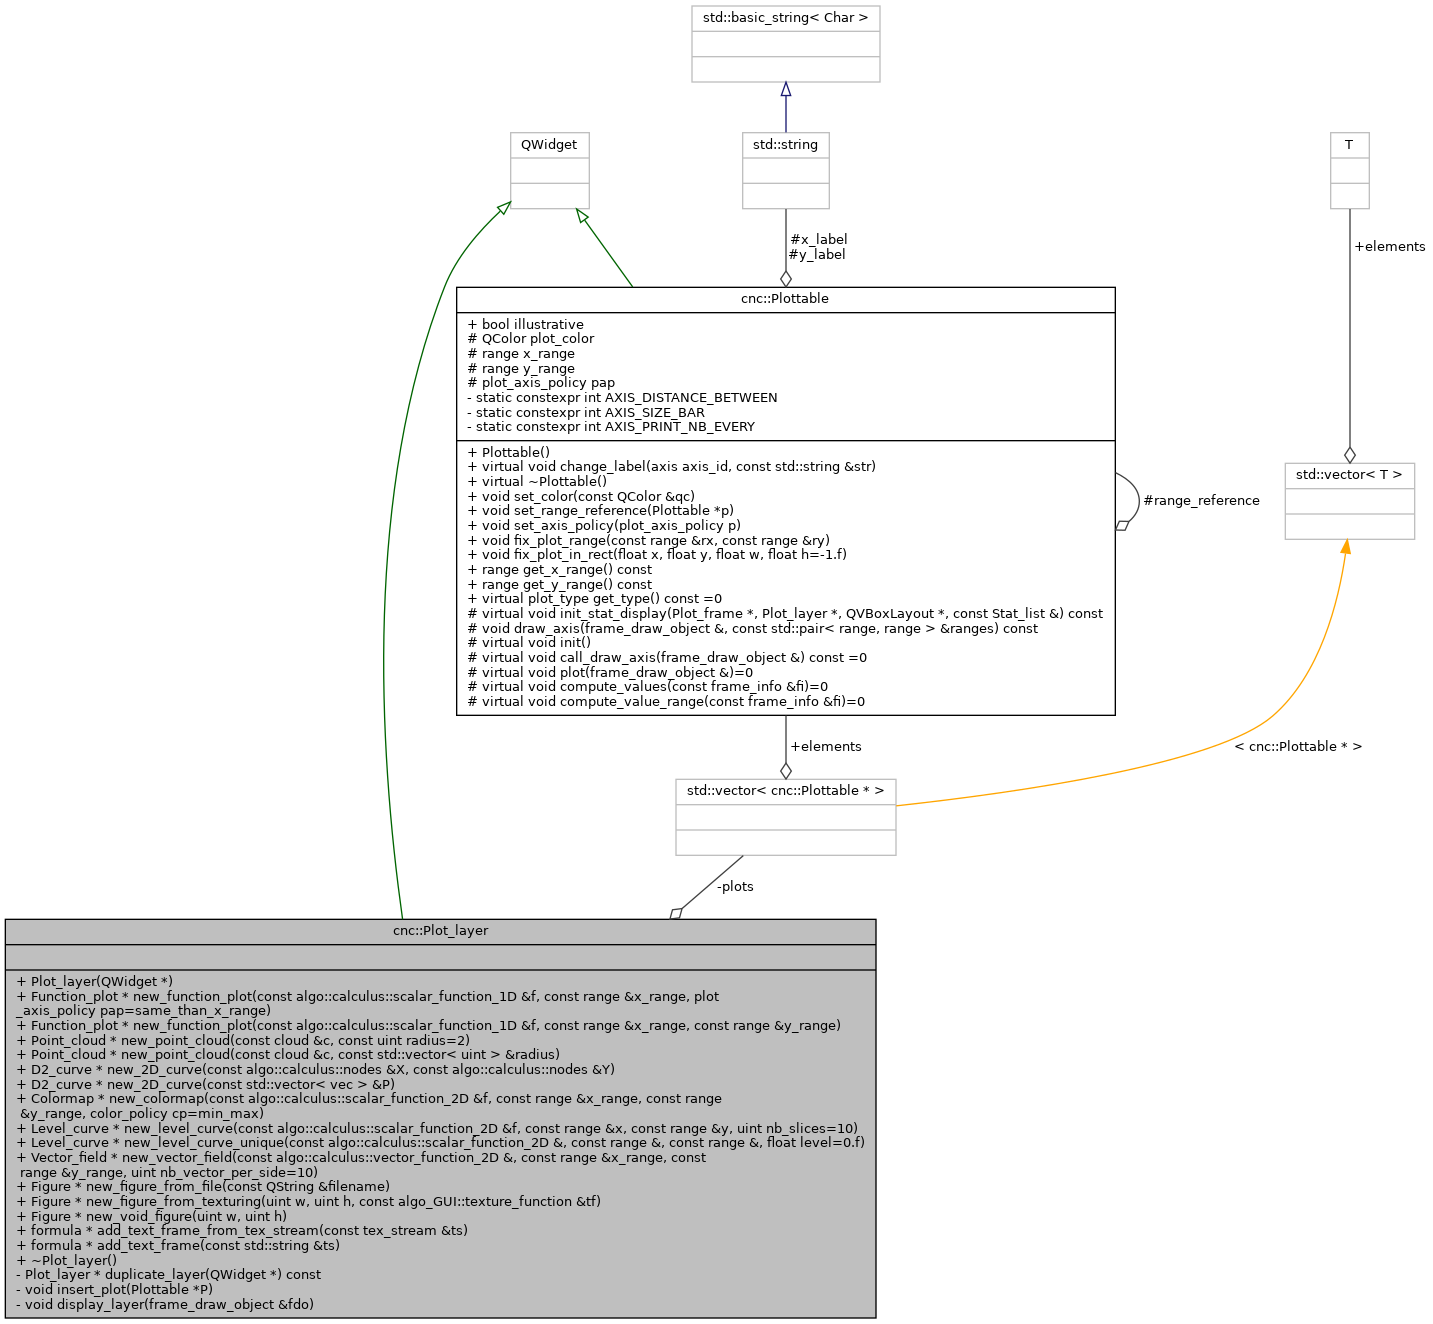 std::basic_string< Char >
QWidget
std::string
T
#x_label
#y_label
+elements
cnc::Plottable
+ bool illustrative
# QColor plot_color
# range x_range
# range y_range
# plot_axis_policy pap
- static constexpr int AXIS_DISTANCE_BETWEEN
- static constexpr int AXIS_SIZE_BAR
- static constexpr int AXIS_PRINT_NB_EVERY
+ Plottable()
+ virtual void change_label(axis axis_id, const std::string &str)
+ virtual ~Plottable()
+ void set_color(const QColor &qc)
+ void set_range_reference(Plottable *p)
+ void set_axis_policy(plot_axis_policy p)
+ void fix_plot_range(const range &rx, const range &ry)
+ void fix_plot_in_rect(float x, float y, float w, float h=-1.f)
+ range get_x_range() const
+ range get_y_range() const
+ virtual plot_type get_type() const =0
# virtual void init_stat_display(Plot_frame *, Plot_layer *, QVBoxLayout *, const Stat_list &) const
# void draw_axis(frame_draw_object &, const std::pair< range, range > &ranges) const
# virtual void init()
# virtual void call_draw_axis(frame_draw_object &) const =0
# virtual void plot(frame_draw_object &)=0
# virtual void compute_values(const frame_info &fi)=0
# virtual void compute_value_range(const frame_info &fi)=0
#range_reference
std::vector< T >
+elements
< cnc::Plottable * >
std::vector< cnc::Plottable * >
-plots
cnc::Plot_layer
+ Plot_layer(QWidget *)
+ Function_plot * new_function_plot(const algo::calculus::scalar_function_1D &f, const range &x_range, plot
_axis_policy pap=same_than_x_range)
+ Function_plot * new_function_plot(const algo::calculus::scalar_function_1D &f, const range &x_range, const range &y_range)
+ Point_cloud * new_point_cloud(const cloud &c, const uint radius=2)
+ Point_cloud * new_point_cloud(const cloud &c, const std::vector< uint > &radius)
+ D2_curve * new_2D_curve(const algo::calculus::nodes &X, const algo::calculus::nodes &Y)
+ D2_curve * new_2D_curve(const std::vector< vec > &P)
+ Colormap * new_colormap(const algo::calculus::scalar_function_2D &f, const range &x_range, const range
&y_range, color_policy cp=min_max)
+ Level_curve * new_level_curve(const algo::calculus::scalar_function_2D &f, const range &x, const range &y, uint nb_slices=10)
+ Level_curve * new_level_curve_unique(const algo::calculus::scalar_function_2D &, const range &, const range &, float level=0.f)
+ Vector_field * new_vector_field(const algo::calculus::vector_function_2D &, const range &x_range, const
range &y_range, uint nb_vector_per_side=10)
+ Figure * new_figure_from_file(const QString &filename)
+ Figure * new_figure_from_texturing(uint w, uint h, const algo_GUI::texture_function &tf)
+ Figure * new_void_figure(uint w, uint h)
+ formula * add_text_frame_from_tex_stream(const tex_stream &ts)
+ formula * add_text_frame(const std::string &ts)
+ ~Plot_layer()
- Plot_layer * duplicate_layer(QWidget *) const
- void insert_plot(Plottable *P)
- void display_layer(frame_draw_object &fdo)